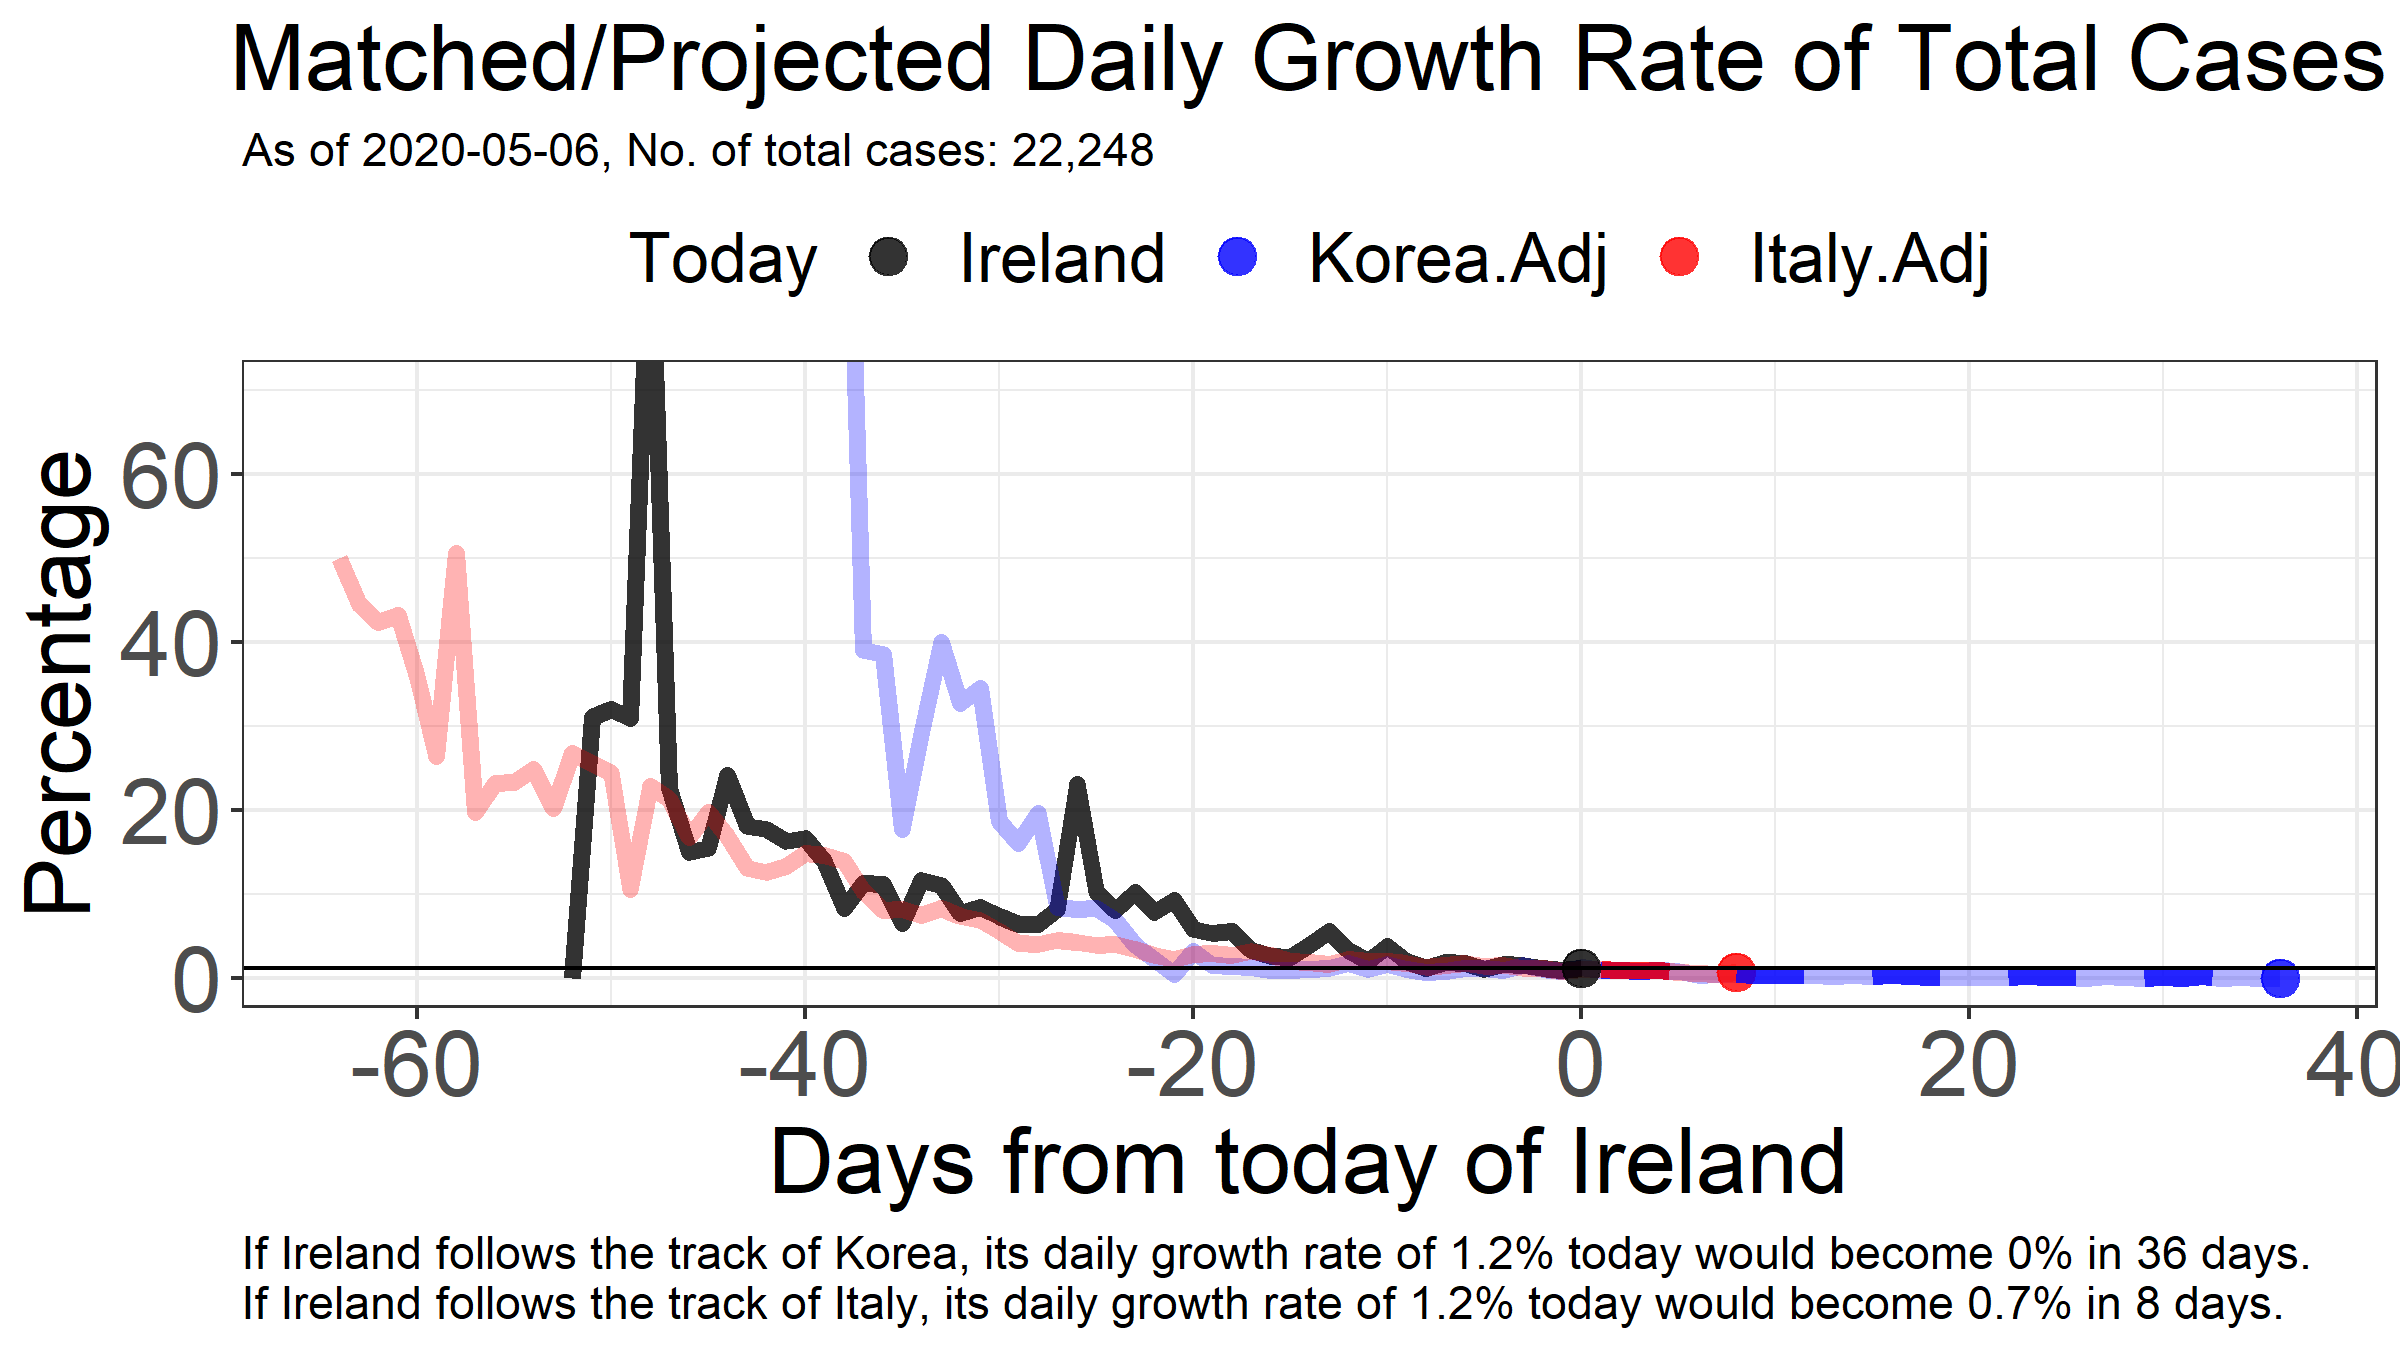 Matched/Projected Daily Growth Rate of Total Cases
As of 2020-05-06, No. of total cases: 22,248
Today Ireland Korea.Adj Italy.Adj
Percentage
60
40
20
0
-60 -40 -20 0 20 40
Days from today of Ireland
If Ireland follows the track of Korea, its daily growth rate of 1.2% today would become 0% in 36 days.
If Ireland follows the track of Italy, its daily growth rate of 1.2% today would become 0.7% in 8 days.